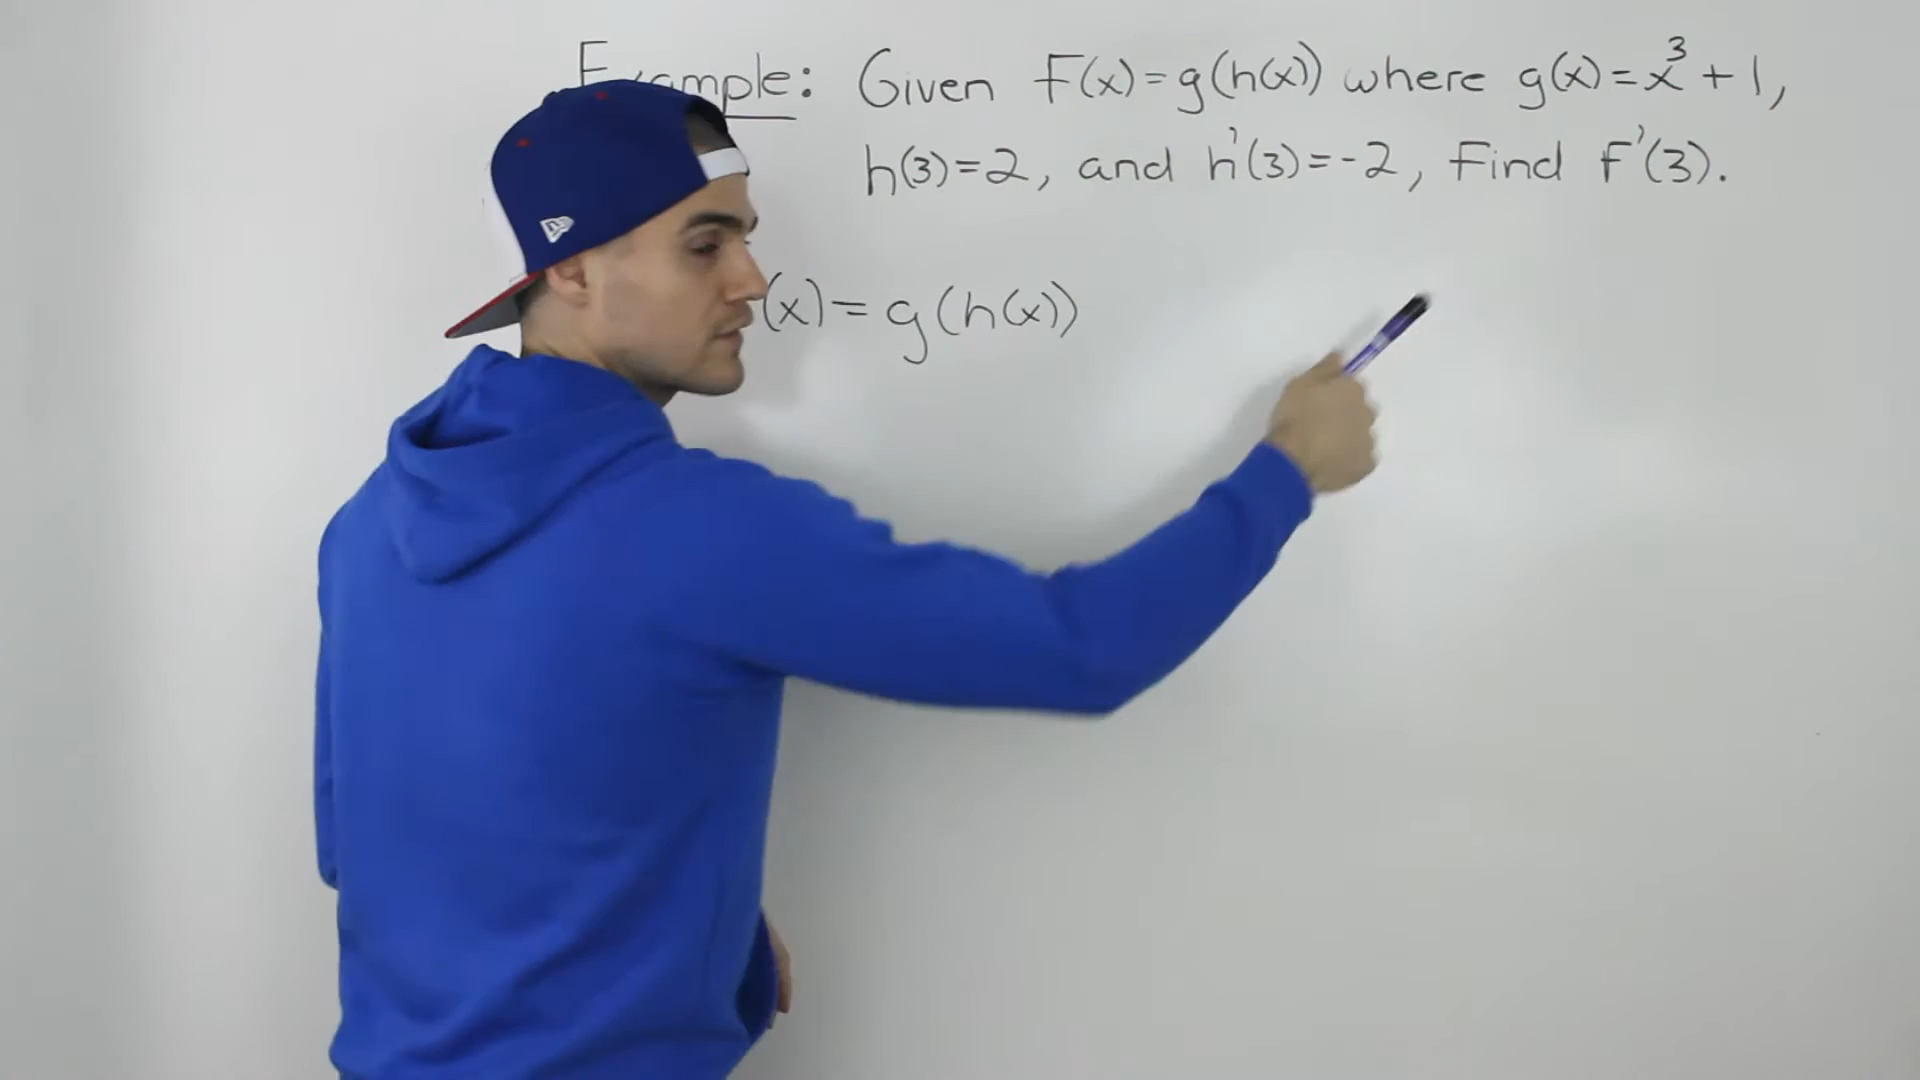 Example: Given F(x)=g(h(x)) where g(x)=x³+1,
h(3)=2, and h'(3)=-2, Find f'(3).
(x)=g(h(x))